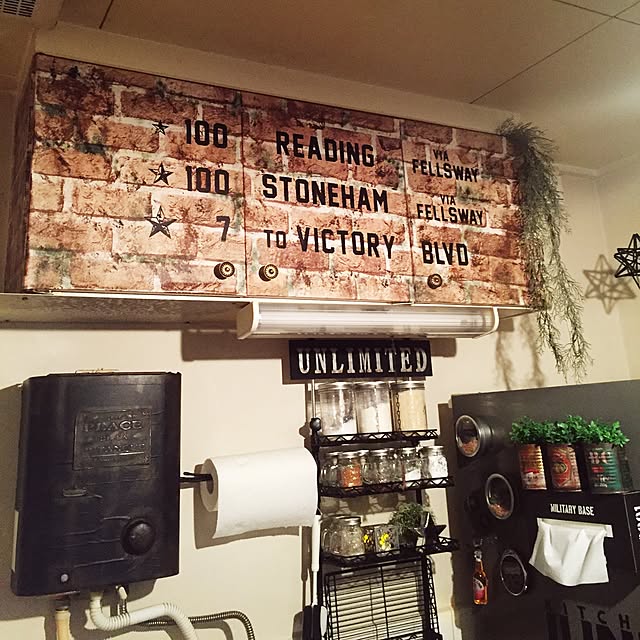 ★ 100 READING VIA FELLSWAY
★ 100 STONEHAM VIA FELLSWAY
★ 7 TO VICTORY BLVD
UNLIMITED
PLACE
MILITARY BASE